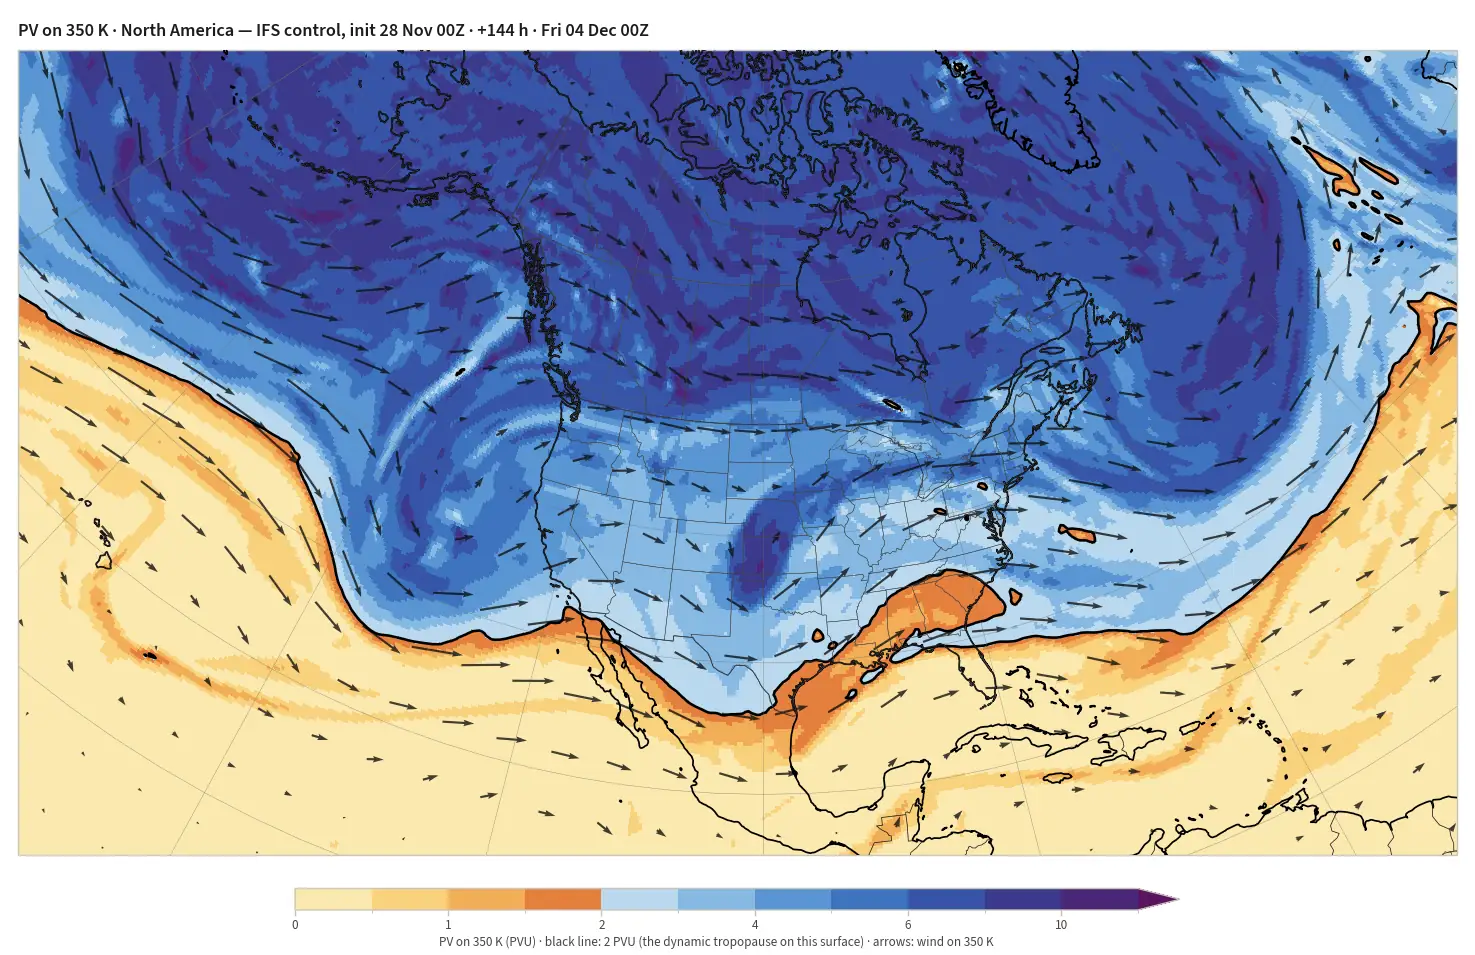 PV on 350 K · North America — IFS control, init 28 Nov 00Z · +144 h · Fri 04 Dec 00Z
0 1 2 4 6 8 10
PV on 350 K (PVU) · black line: 2 PVU (the dynamic tropopause on this surface) · arrows: wind on 350 K